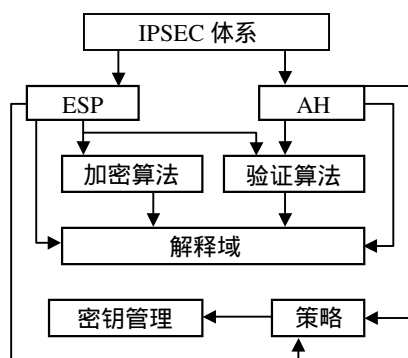 IPSEC 体系
ESP
AH
加密算法
验证算法
解释域
密钥管理
策略